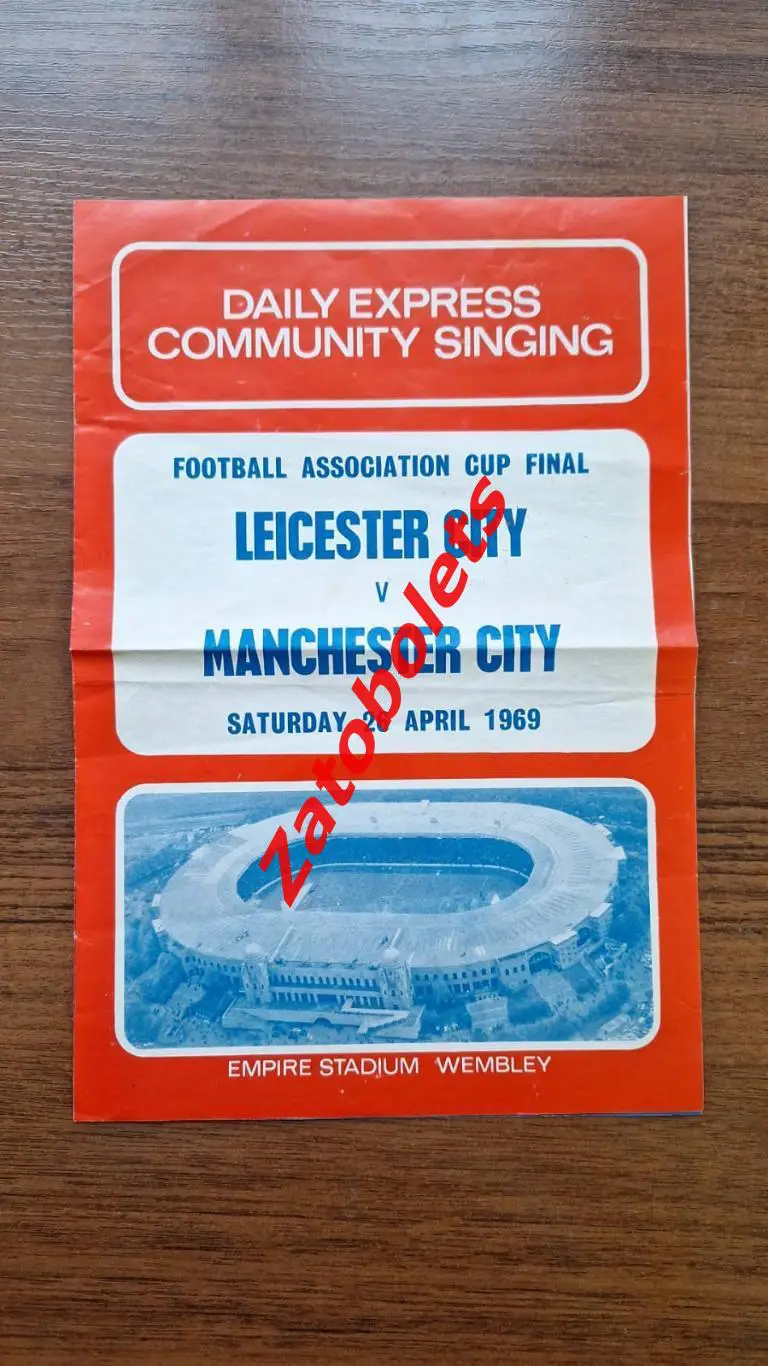 DAILY EXPRESS
COMMUNITY SINGING
FOOTBALL ASSOCIATION CUP FINAL
LEICESTER CITY
V
MANCHESTER CITY
SATURDAY 26 APRIL 1969
Zatobolets
EMPIRE STADIUM WEMBLEY